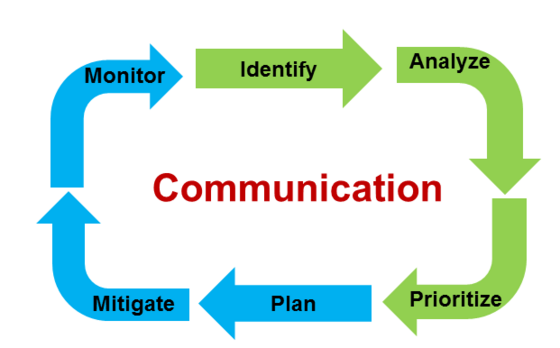 Monitor
Identify
Analyze
Communication
Mitigate
Plan
Prioritize